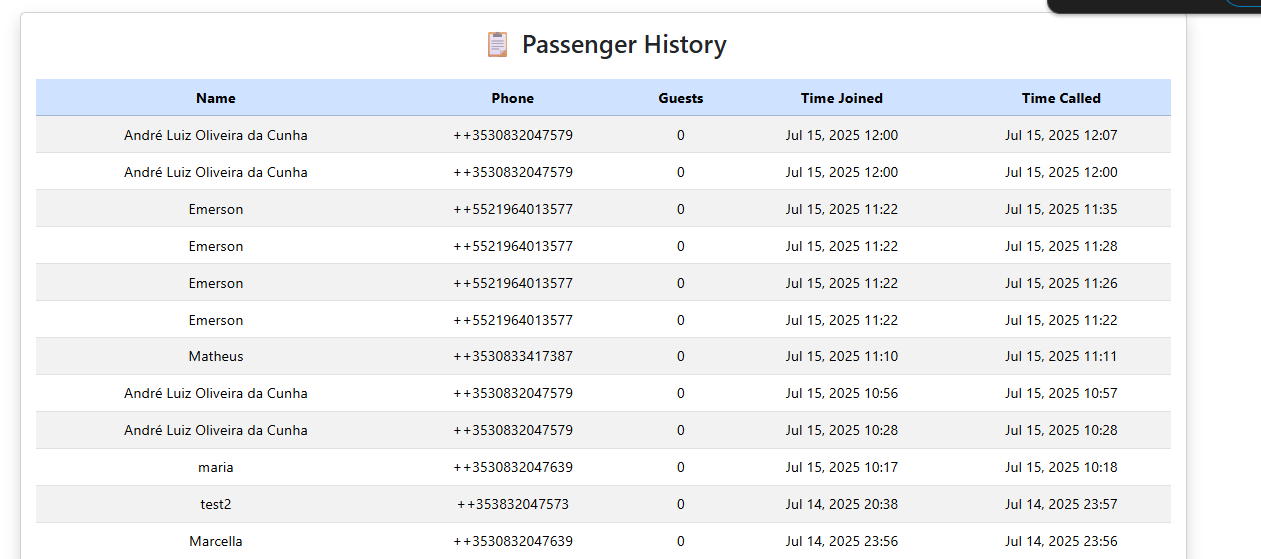 📋 Passenger History
Name Phone Guests Time Joined Time Called
André Luiz Oliveira da Cunha ++3530832047579 0 Jul 15, 2025 12:00 Jul 15, 2025 12:07
André Luiz Oliveira da Cunha ++3530832047579 0 Jul 15, 2025 12:00 Jul 15, 2025 12:00
Emerson ++5521964013577 0 Jul 15, 2025 11:22 Jul 15, 2025 11:35
Emerson ++5521964013577 0 Jul 15, 2025 11:22 Jul 15, 2025 11:28
Emerson ++5521964013577 0 Jul 15, 2025 11:22 Jul 15, 2025 11:26
Emerson ++5521964013577 0 Jul 15, 2025 11:22 Jul 15, 2025 11:22
Matheus ++3530833417387 0 Jul 15, 2025 11:10 Jul 15, 2025 11:11
André Luiz Oliveira da Cunha ++3530832047579 0 Jul 15, 2025 10:56 Jul 15, 2025 10:57
André Luiz Oliveira da Cunha ++3530832047579 0 Jul 15, 2025 10:28 Jul 15, 2025 10:28
maria ++3530832047639 0 Jul 15, 2025 10:17 Jul 15, 2025 10:18
test2 ++353832047573 0 Jul 14, 2025 20:38 Jul 14, 2025 23:57
Marcella ++3530832047639 0 Jul 14, 2025 23:56 Jul 14, 2025 23:56